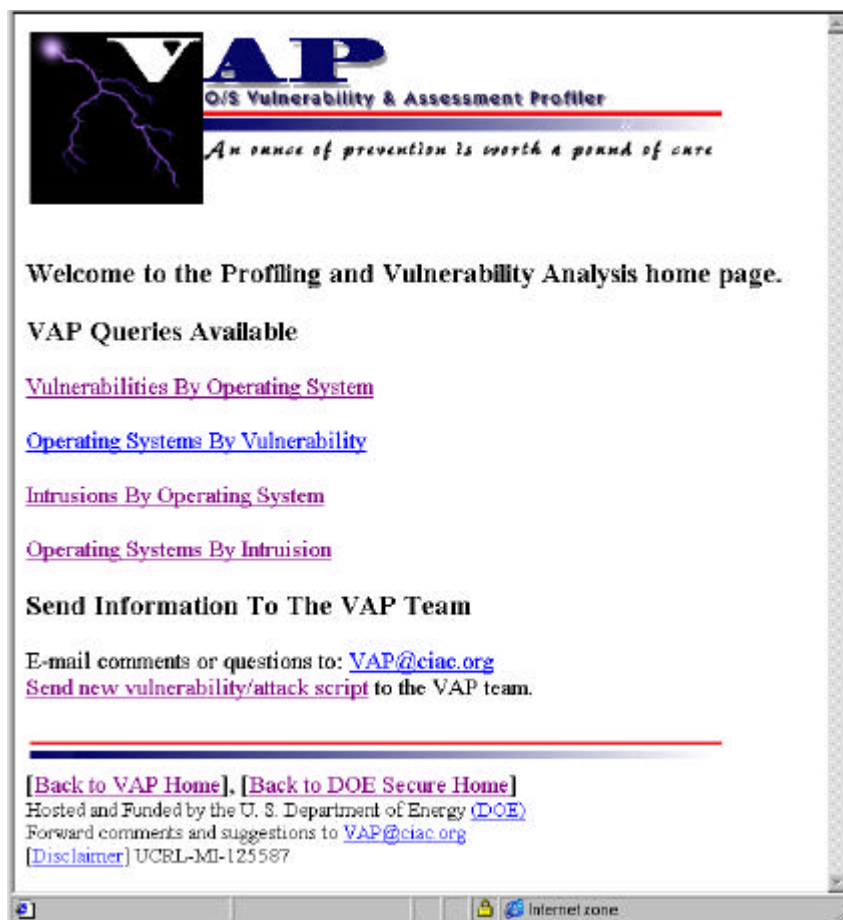 VAP
O/S Vulnerability & Assessment Profiler
An ounce of prevention is worth a pound of cure
Welcome to the Profiling and Vulnerability Analysis home page.
VAP Queries Available
Vulnerabilities By Operating System
Operating Systems By Vulnerability
Intrusions By Operating System
Operating Systems By Intruision
Send Information To The VAP Team
E-mail comments or questions to: VAP@ciac.org
Send new vulnerability/attack script to the VAP team.
[Back to VAP Home], [Back to DOE Secure Home]
Hosted and Funded by the U. S. Department of Energy (DOE)
Forward comments and suggestions to VAP@ciac.org
[Disclaimer] UCRL-MI-125587
Internet zone